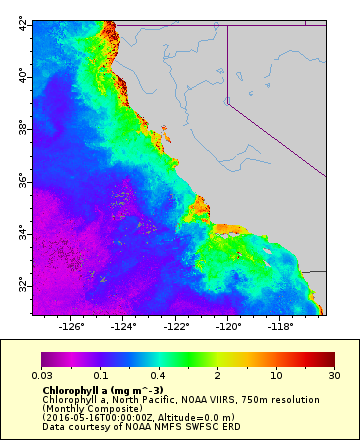 42°
40°
38°
36°
34°
32°
-126° -124° -122° -120° -118°
0.03 0.1 0.4 2 10 30
Chlorophyll a (mg m^-3)
Chlorophyll a, North Pacific, NOAA VIIRS, 750m resolution
(Monthly Composite)
(2016-05-16T00:00:00Z, Altitude=0.0 m)
Data courtesy of NOAA NMFS SWFSC ERD